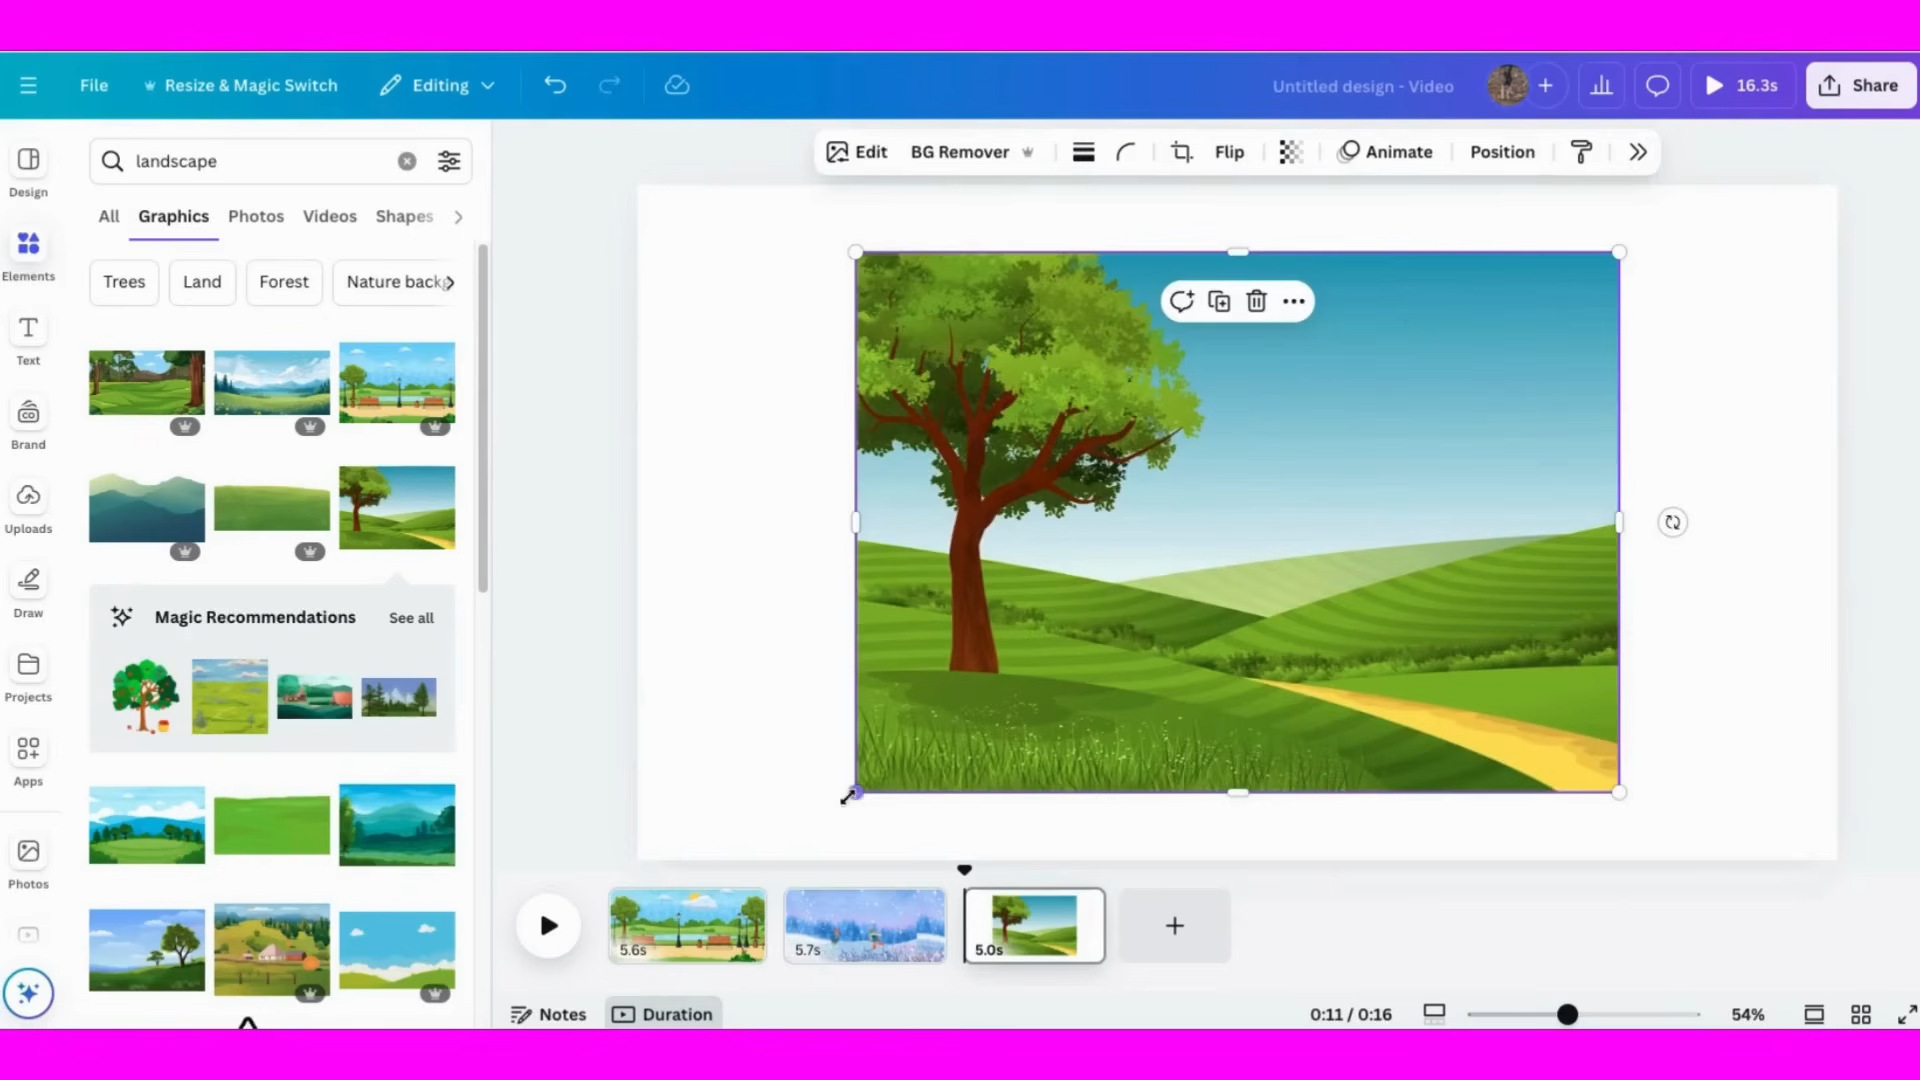 File
Resize & Magic Switch
Editing
Untitled design - Video
16.3s
Share
Design
Elements
Text
Brand
Uploads
Draw
Projects
Apps
Photos
landscape
All Graphics Photos Videos Shapes
Trees Land Forest Nature backg
Magic Recommendations See all
Edit BG Remover Flip Animate Position
5.6s 5.7s 5.0s
Notes Duration 0:11 / 0:16 54%